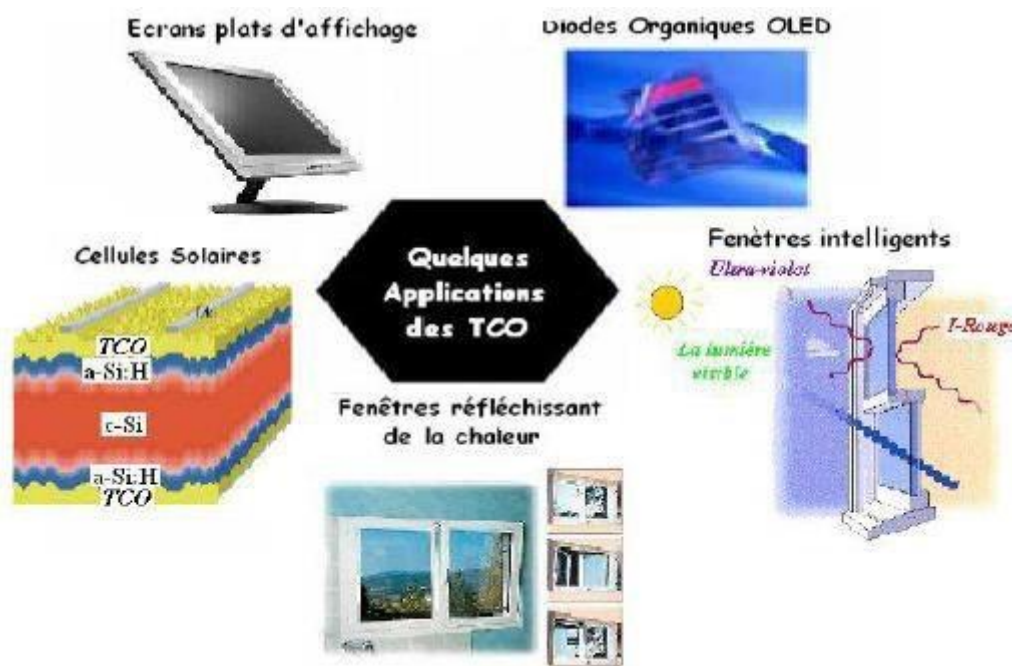 Ecrans plats d'affichage
Diodes Organiques OLED
Cellules Solaires
TCO
a-Si:H
c-Si
a-Si:H
TCO
Quelques
Applications
des TCO
Fenêtres intelligents
Ultra-violet
I-Rouge
La lumière
visible
Fenêtres réfléchissant
de la chaleur